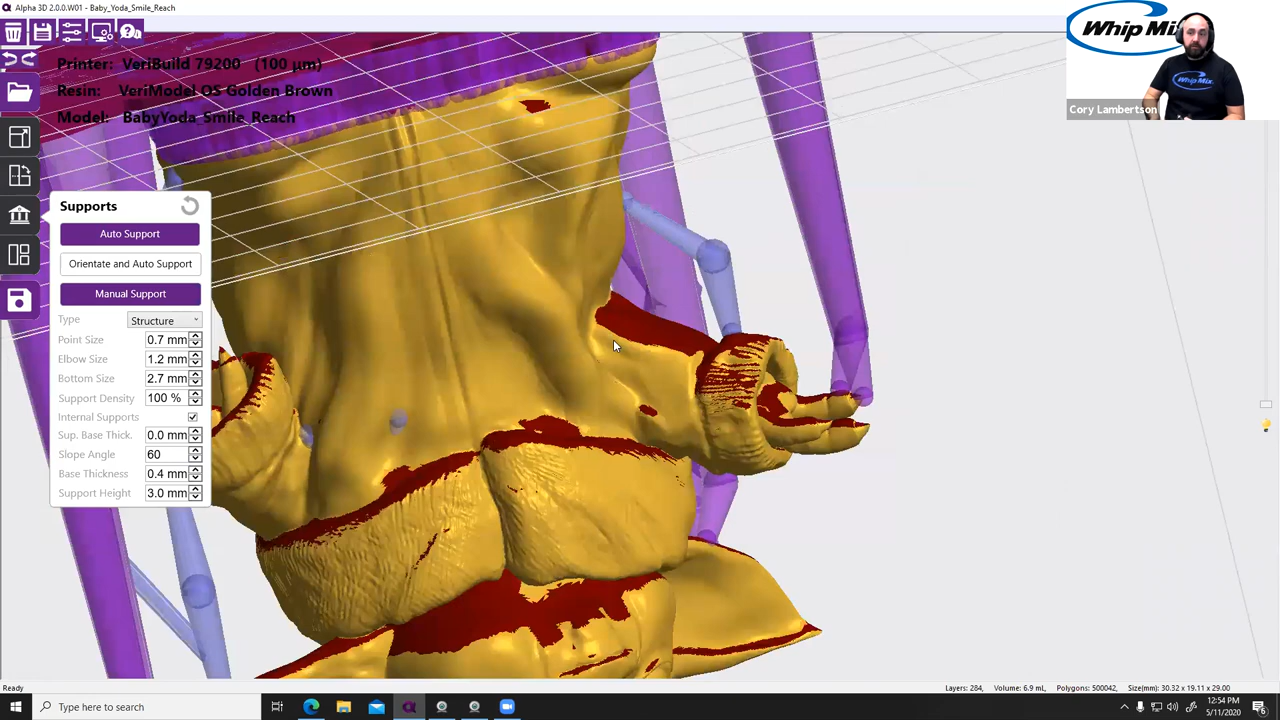 Alpha 3D 2.0.0.W01 - Baby_Yoda_Smile_Reach
Printer: VeriBuild 79200 (100 µm)
Resin: VeriModel OS Golden Brown
Model: BabyYoda_Smile_Reach
Whip Mi
Whip Mix
Cory Lambertson
Supports
Auto Support
Orientate and Auto Support
Manual Support
Type Structure
Point Size 0.7 mm
Elbow Size 1.2 mm
Bottom Size 2.7 mm
Support Density 100 %
Internal Supports
Sup. Base Thick. 0.0 mm
Slope Angle 60
Base Thickness 0.4 mm
Support Height 3.0 mm
Ready
Layers: 284, Volume: 6.9 mL, Polygons: 500042, Size(mm): 30.32 x 19.11 x 29.00
Type here to search
12:54 PM
5/11/2020
6